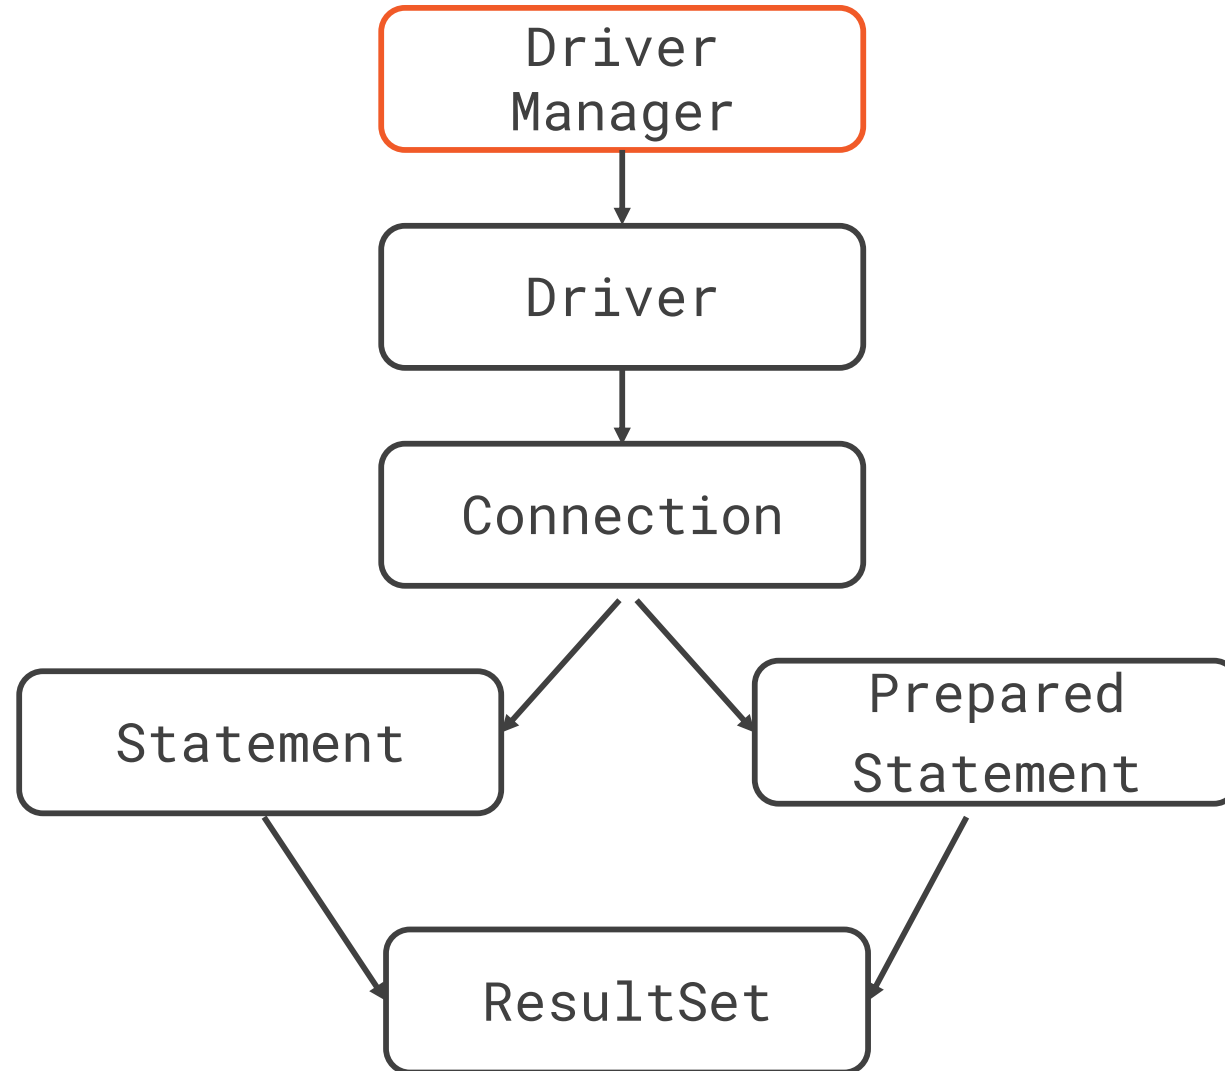 Driver
Manager
Driver
Connection
Statement
Prepared
Statement
ResultSet